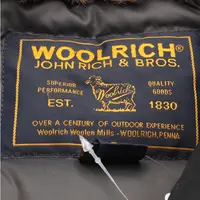 WOOLRICH
JOHN RICH & BROS.
SUPERIOR PERFORMANCE
QUALITY GOODS
EST. 1830
OVER A CENTURY OF OUTDOOR EXPERIENCE
Woolrich Woolen Mills - WOOLRICH, PENNA